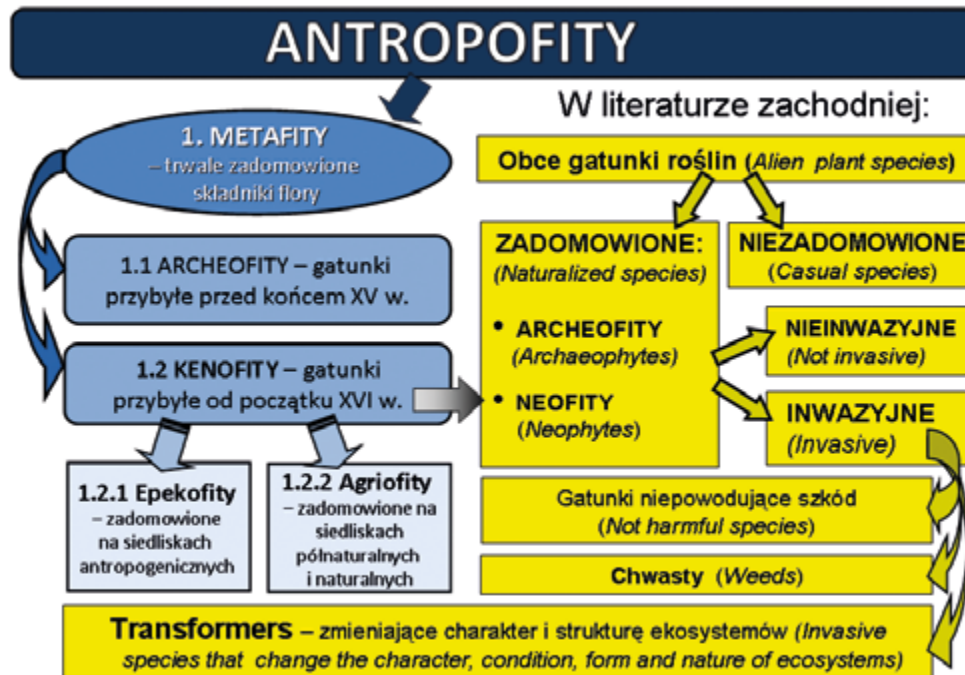 ANTROPOFITY
1. METAFITY
– trwale zadomowione
składniki flory
1.1 ARCHEOFITY – gatunki
przybyłe przed końcem XV w.
1.2 KENOFITY – gatunki
przybyłe od początku XVI w.
1.2.1 Epekofity
– zadomowione
na siedliskach
antropogenicznych
1.2.2 Agriofity
– zadomowione na
siedliskach
półnaturalnych
i naturalnych
W literaturze zachodniej:
Obce gatunki roślin (Alien plant species)
ZADOMOWIONE:
(Naturalized species)
• ARCHEOFITY
(Archaeophytes)
• NEOFITY
(Neophytes)
NIEZADOMOWIONE
(Casual species)
NIEINWAZYJNE
(Not invasive)
INWAZYJNE
(Invasive)
Gatunki niepowodujące szkód
(Not harmful species)
Chwasty (Weeds)
Transformers – zmieniające charakter i strukturę ekosystemów (Invasive
species that change the character, condition, form and nature of ecosystems)